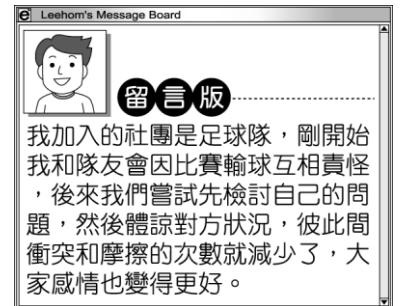 Leehom's Message Board
留言版
我加入的社團是足球隊，剛開始
我和隊友會因比賽輸球互相責怪
，後來我們嘗試先檢討自己的問
題，然後體諒對方狀況，彼此間
衝突和摩擦的次數就減少了，大
家感情也變得更好。